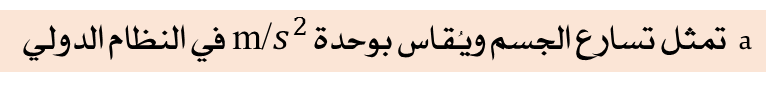 a تمثل تسارع الجسم ويُقاس بوحدة m/s² في النظام الدولي